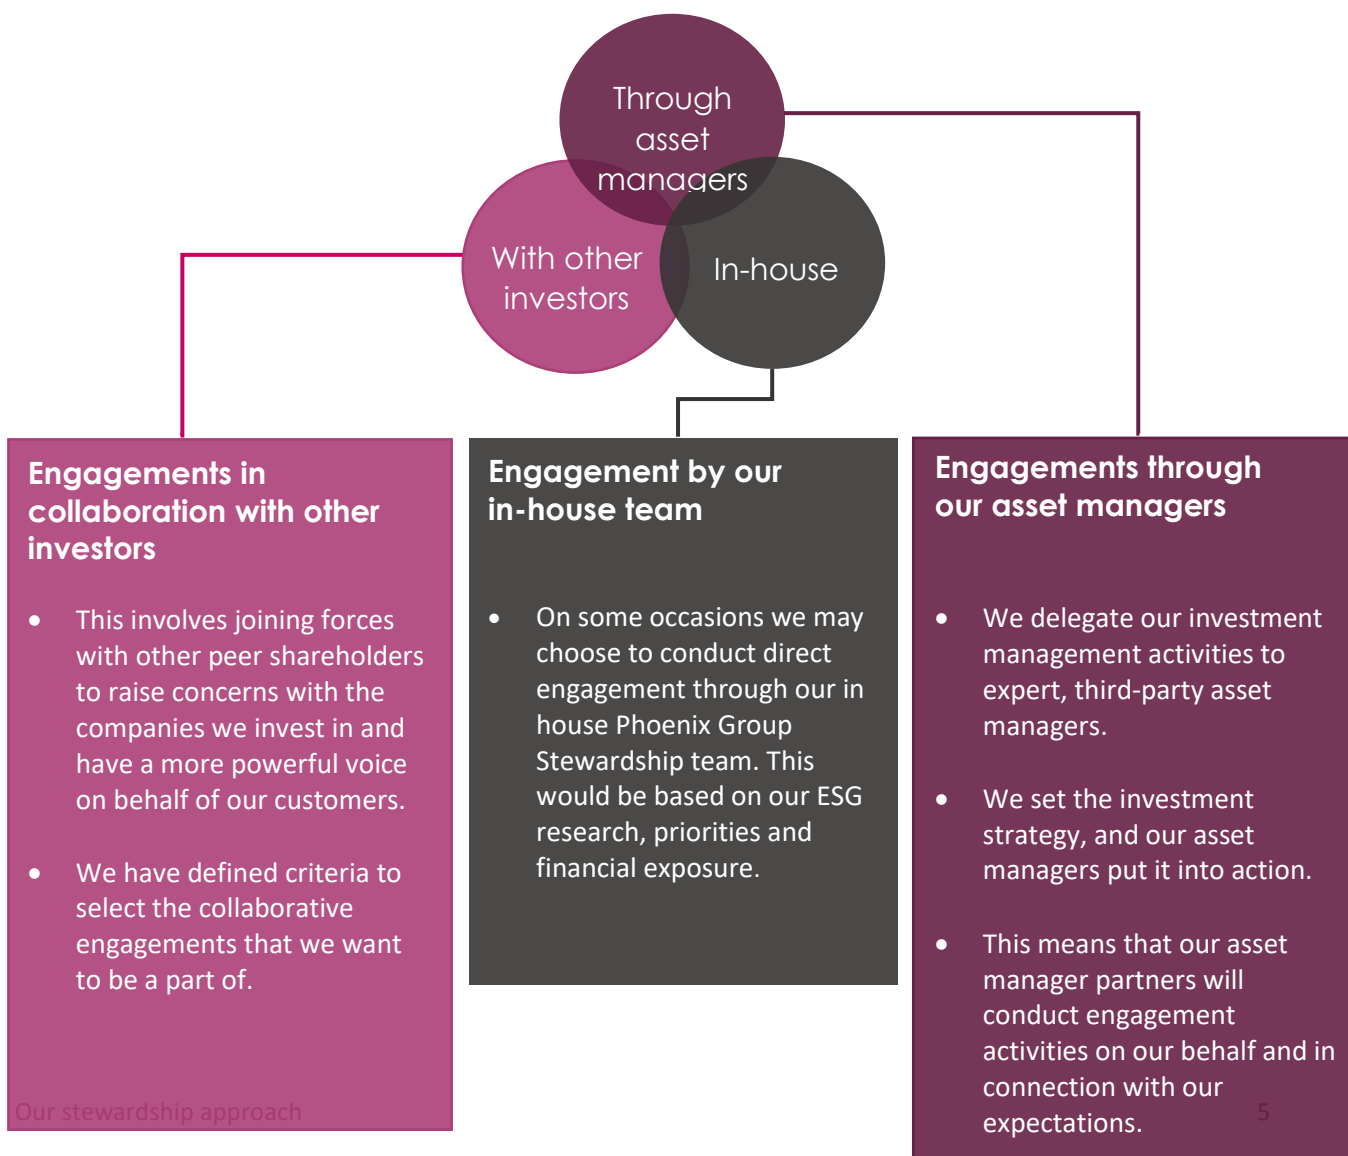 Through
asset
managers
With other
investors
In-house
Engagements in
collaboration with other
investors
• This involves joining forces
with other peer shareholders
to raise concerns with the
companies we invest in and
have a more powerful voice
on behalf of our customers.
• We have defined criteria to
select the collaborative
engagements that we want
to be a part of.
Engagement by our
in-house team
• On some occasions we may
choose to conduct direct
engagement through our in
house Phoenix Group
Stewardship team. This
would be based on our ESG
research, priorities and
financial exposure.
Engagements through
our asset managers
• We delegate our investment
management activities to
expert, third-party asset
managers.
• We set the investment
strategy, and our asset
managers put it into action.
• This means that our asset
manager partners will
conduct engagement
activities on our behalf and in
connection with our
expectations.
Our stewardship approach
5